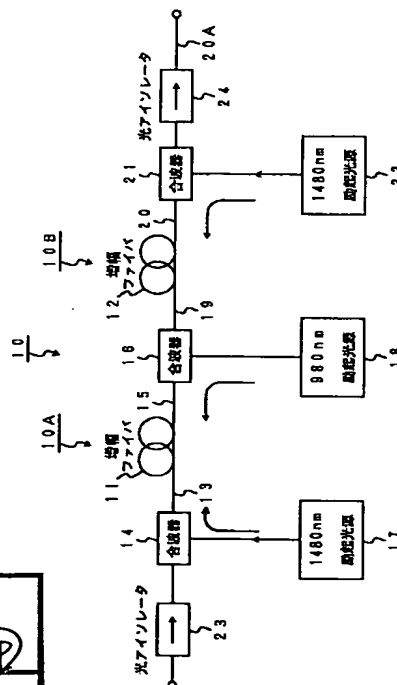 10
10A
10B
増幅
ファイバ
11
増幅
ファイバ
12
光アイソレータ
23
14
合波器
13
15
16
合波器
19
20
21
合波器
光アイソレータ
24
20A
1480nm
励起光源
17
980nm
励起光源
18
1480nm
励起光源